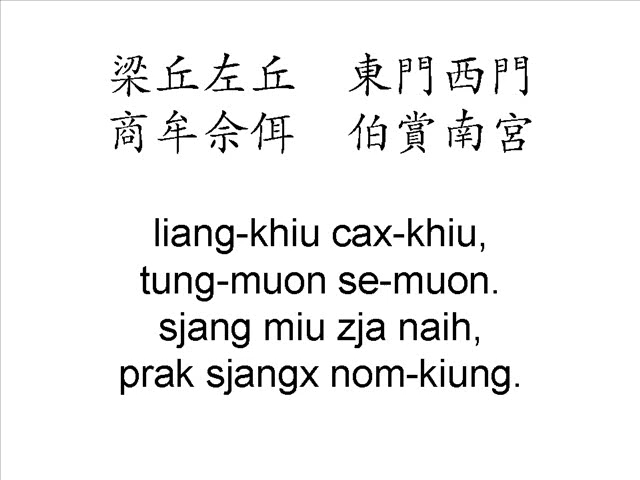 梁丘左丘　東門西門
商牟佘佴　伯賞南宮
liang-khiu cax-khiu,
tung-muon se-muon.
sjang miu zja naih,
prak sjangx nom-kiung.